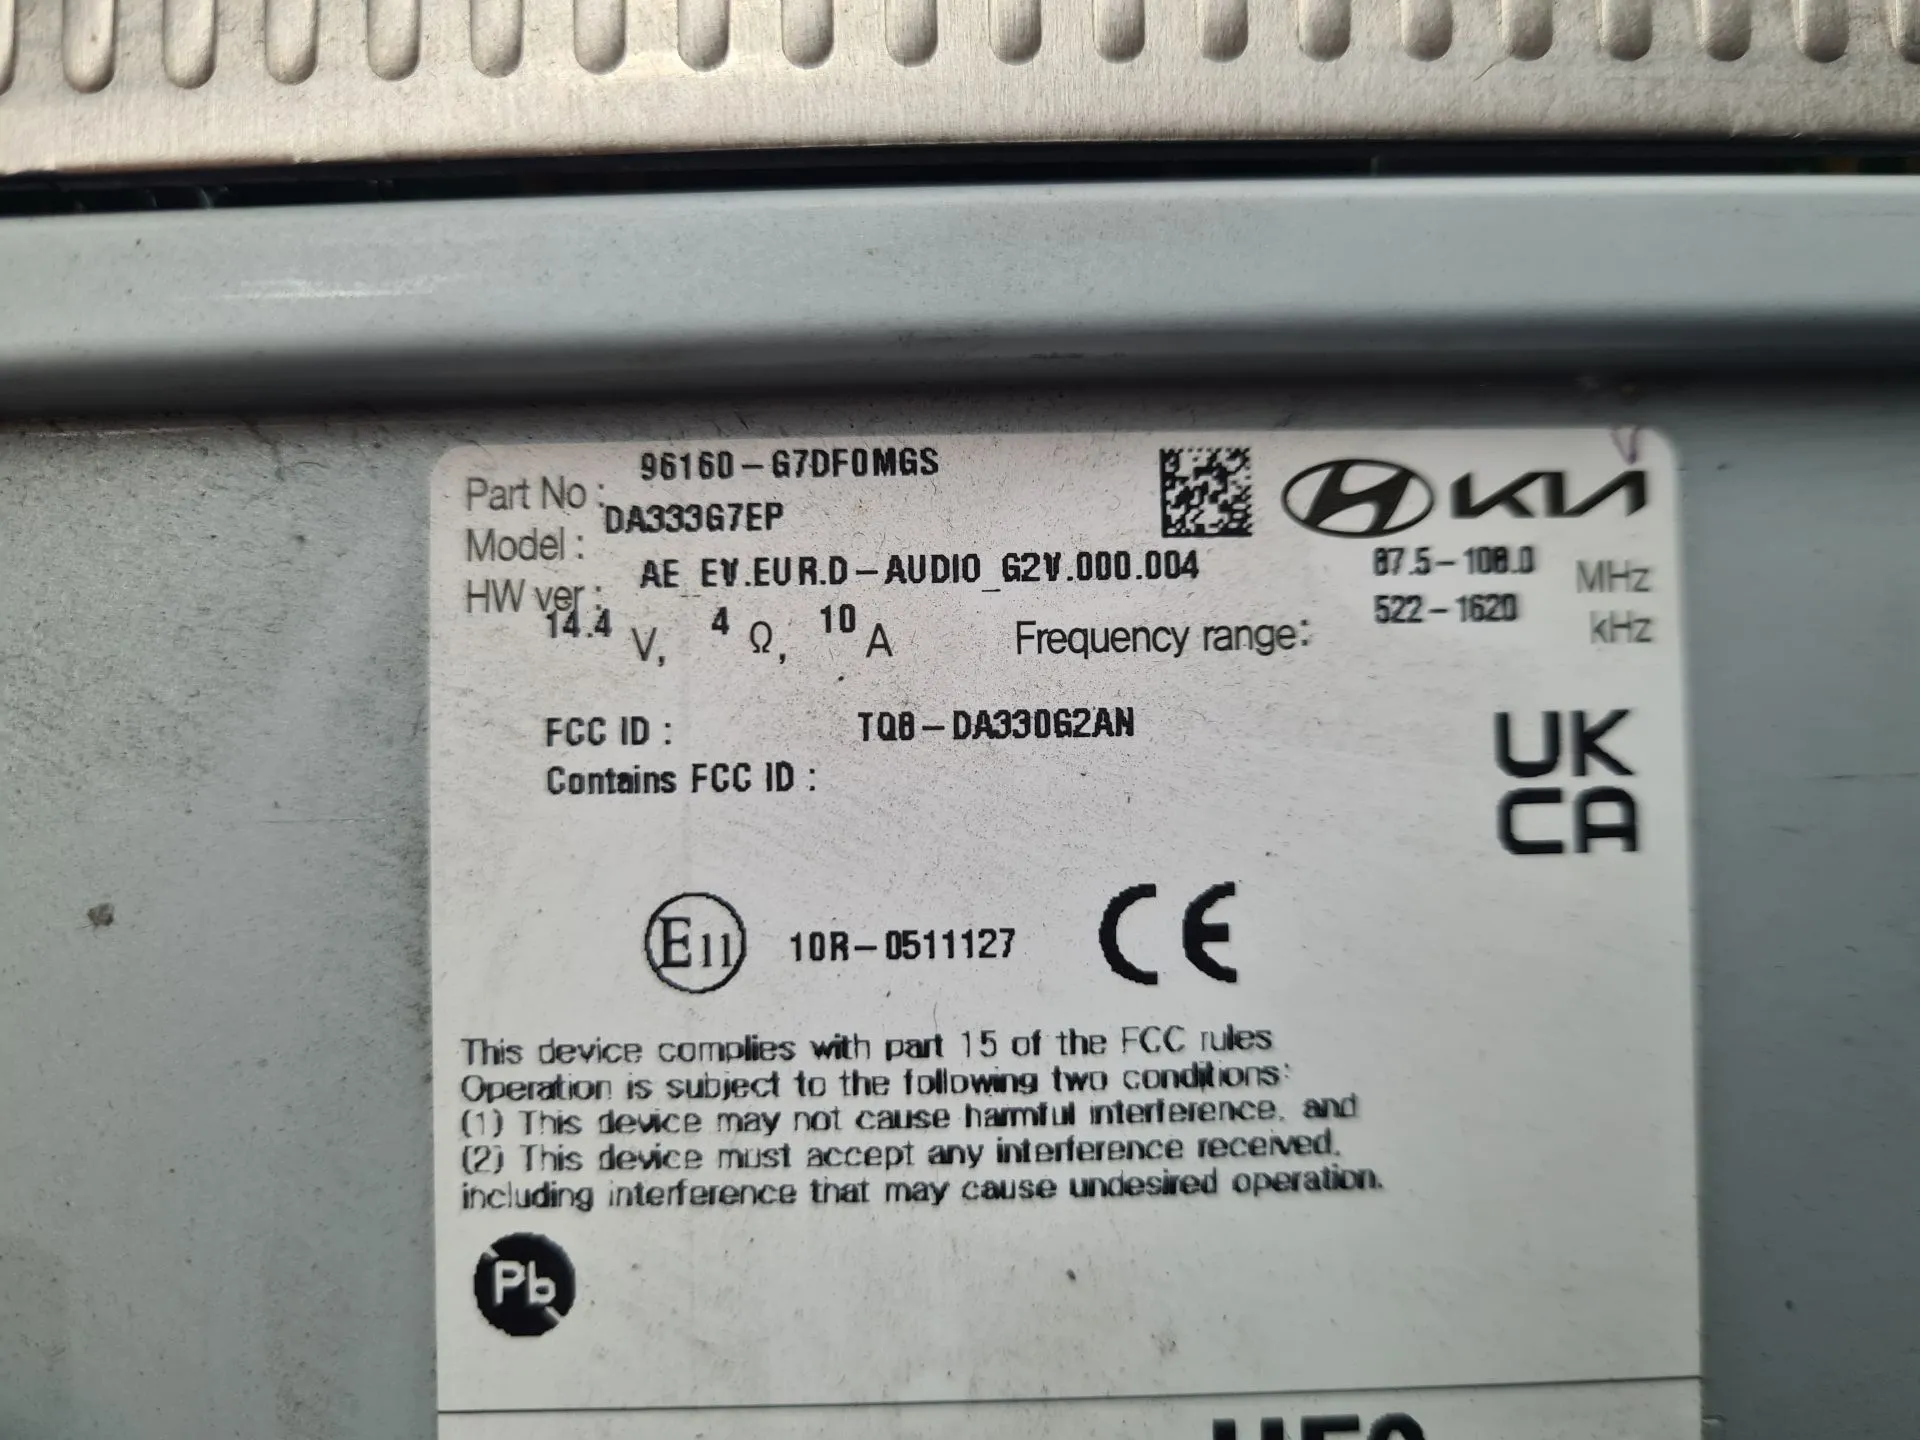 Part No : 96160-G7DF0MGS
Model : DA333G7EP
HYUNDAI KIA
HW ver : AE_EV.EUR.D-AUDIO_G2V.000.004
87.5-108.0 MHz
14.4 V, 4 Ω, 10 A Frequency range: 522-1620 kHz
FCC ID : TQ8-DA330G2AN
Contains FCC ID :
UK
CA
E11 10R-0511127 CE
This device complies with part 15 of the FCC rules
Operation is subject to the following two conditions:
(1) This device may not cause harmful interference, and
(2) This device must accept any interference received,
including interference that may cause undesired operation.
Pb